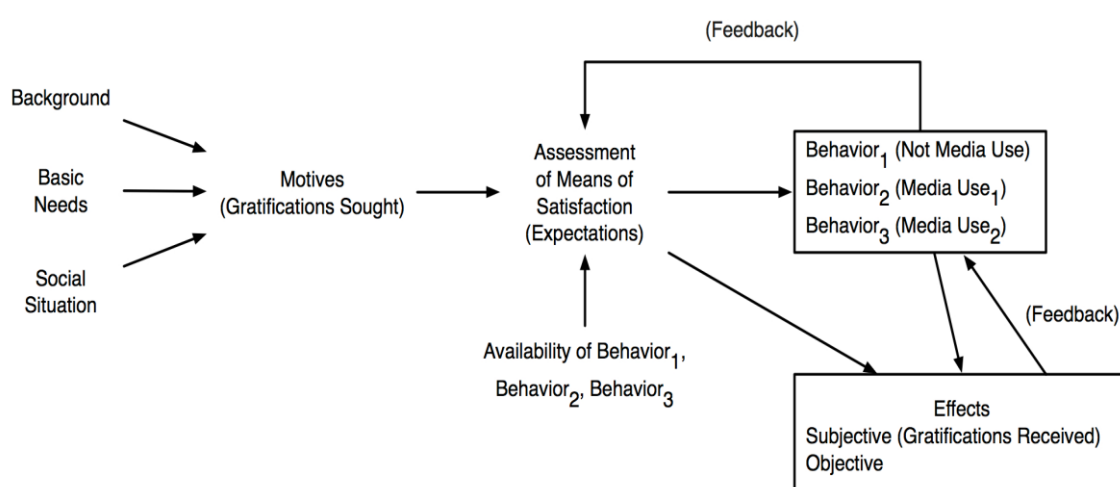 (Feedback)
Background
Basic
Needs
Social
Situation
Motives
(Gratifications Sought)
Assessment
of Means of
Satisfaction
(Expectations)
Availability of Behavior₁,
Behavior₂, Behavior₃
Behavior₁ (Not Media Use)
Behavior₂ (Media Use₁)
Behavior₃ (Media Use₂)
(Feedback)
Effects
Subjective (Gratifications Received)
Objective